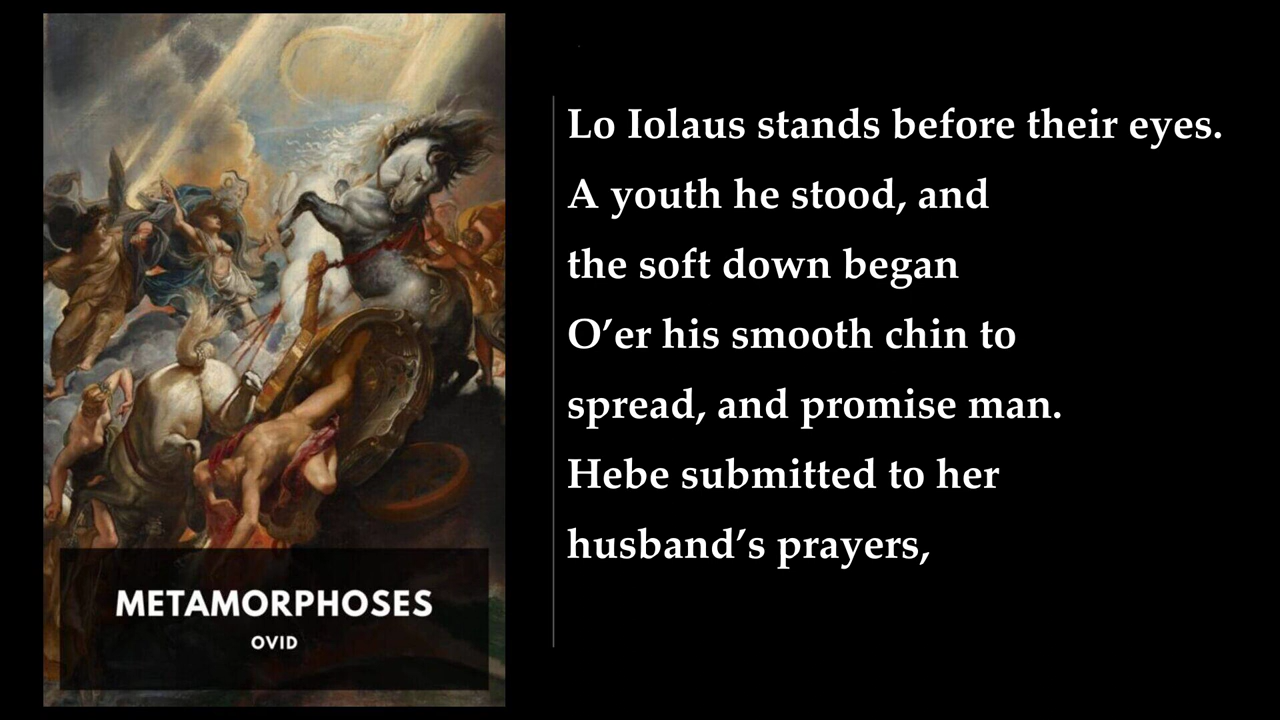 METAMORPHOSES
OVID
Lo Iolaus stands before their eyes.
A youth he stood, and
the soft down began
O’er his smooth chin to
spread, and promise man.
Hebe submitted to her
husband’s prayers,